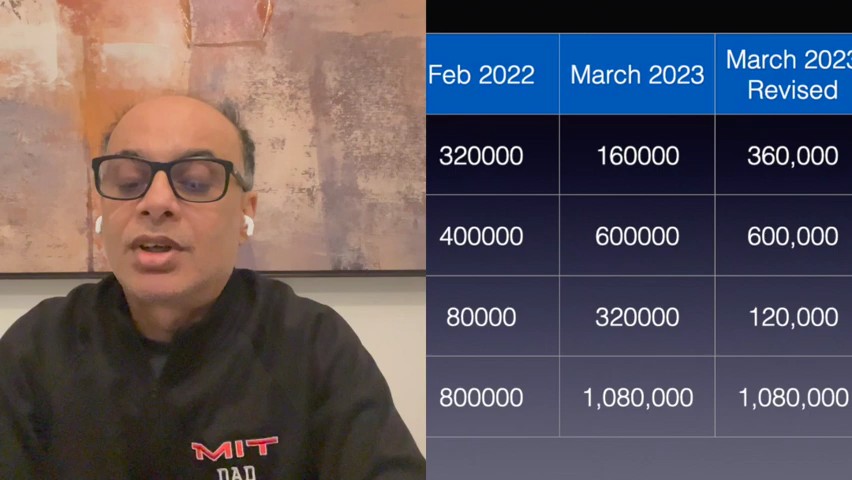 Feb 2022
March 2023
March 2023
Revised
320000
160000
360,000
400000
600000
600,000
80000
320000
120,000
800000
1,080,000
1,080,000
MIT
DAD